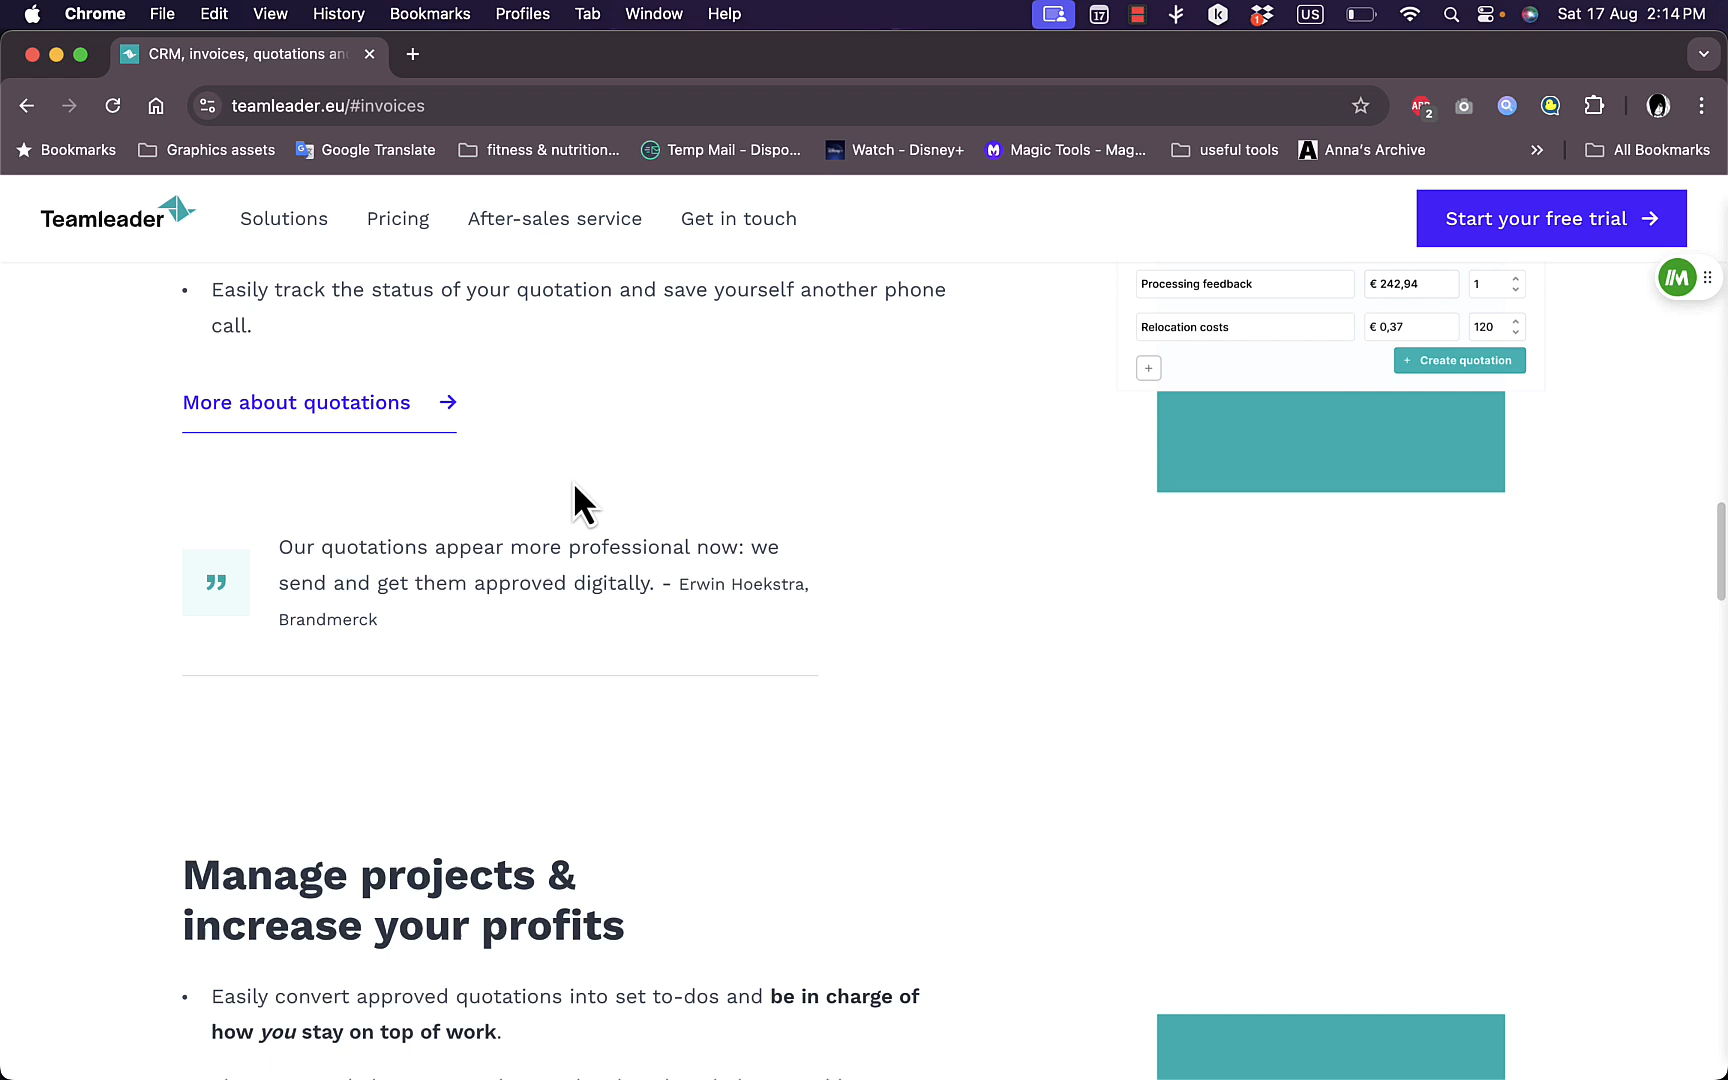 Chrome File Edit View History Bookmarks Profiles Tab Window Help 17 US Sat 17 Aug 2:14 PM
CRM, invoices, quotations an
teamleader.eu/#invoices
ABP 2
Bookmarks Graphics assets Google Translate fitness & nutrition... Temp Mail - Dispo... Watch - Disney+ Magic Tools - Mag... useful tools Anna's Archive All Bookmarks
Teamleader Solutions Pricing After-sales service Get in touch Start your free trial
• Easily track the status of your quotation and save yourself another phone
call.
Processing feedback € 242,94 1
Relocation costs € 0,37 120
+ + Create quotation
More about quotations
Our quotations appear more professional now: we
send and get them approved digitally. - Erwin Hoekstra,
Brandmerck
Manage projects &
increase your profits
• Easily convert approved quotations into set to-dos and be in charge of
how you stay on top of work.